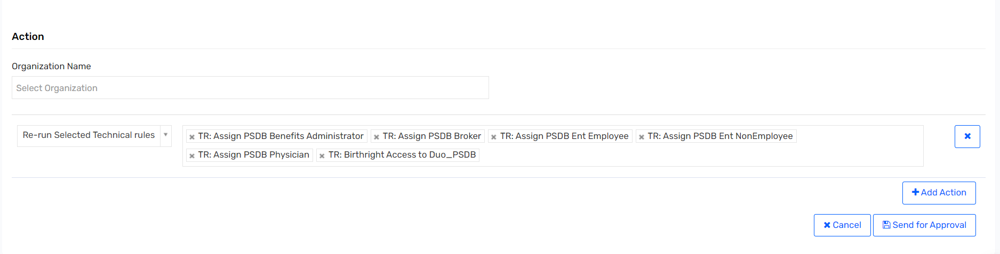 Action
Organization Name
Select Organization
Re-run Selected Technical rules
TR: Assign PSDB Benefits Administrator TR: Assign PSDB Broker TR: Assign PSDB Ent Employee TR: Assign PSDB Ent NonEmployee
TR: Assign PSDB Physician TR: Birthright Access to Duo_PSDB
Add Action
Cancel Send for Approval